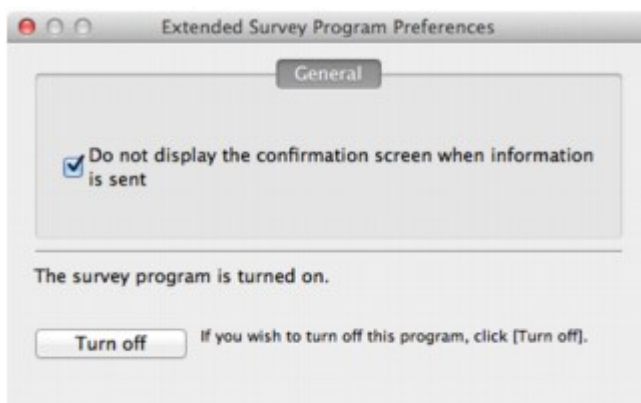 Extended Survey Program Preferences
General
Do not display the confirmation screen when information
is sent
The survey program is turned on.
Turn off
If you wish to turn off this program, click [Turn off].